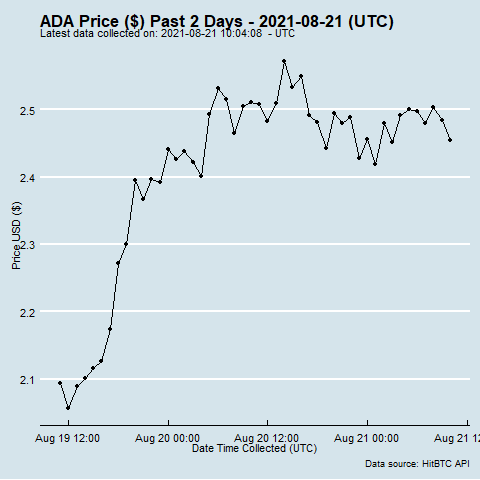 ADA Price ($) Past 2 Days - 2021-08-21 (UTC)
Latest data collected on: 2021-08-21 10:04:08 - UTC
2.5
2.4
2.3
2.2
2.1
Price USD ($)
Aug 19 12:00 Aug 20 00:00 Aug 20 12:00 Aug 21 00:00 Aug 21 12
Date Time Collected (UTC)
Data source: HitBTC API